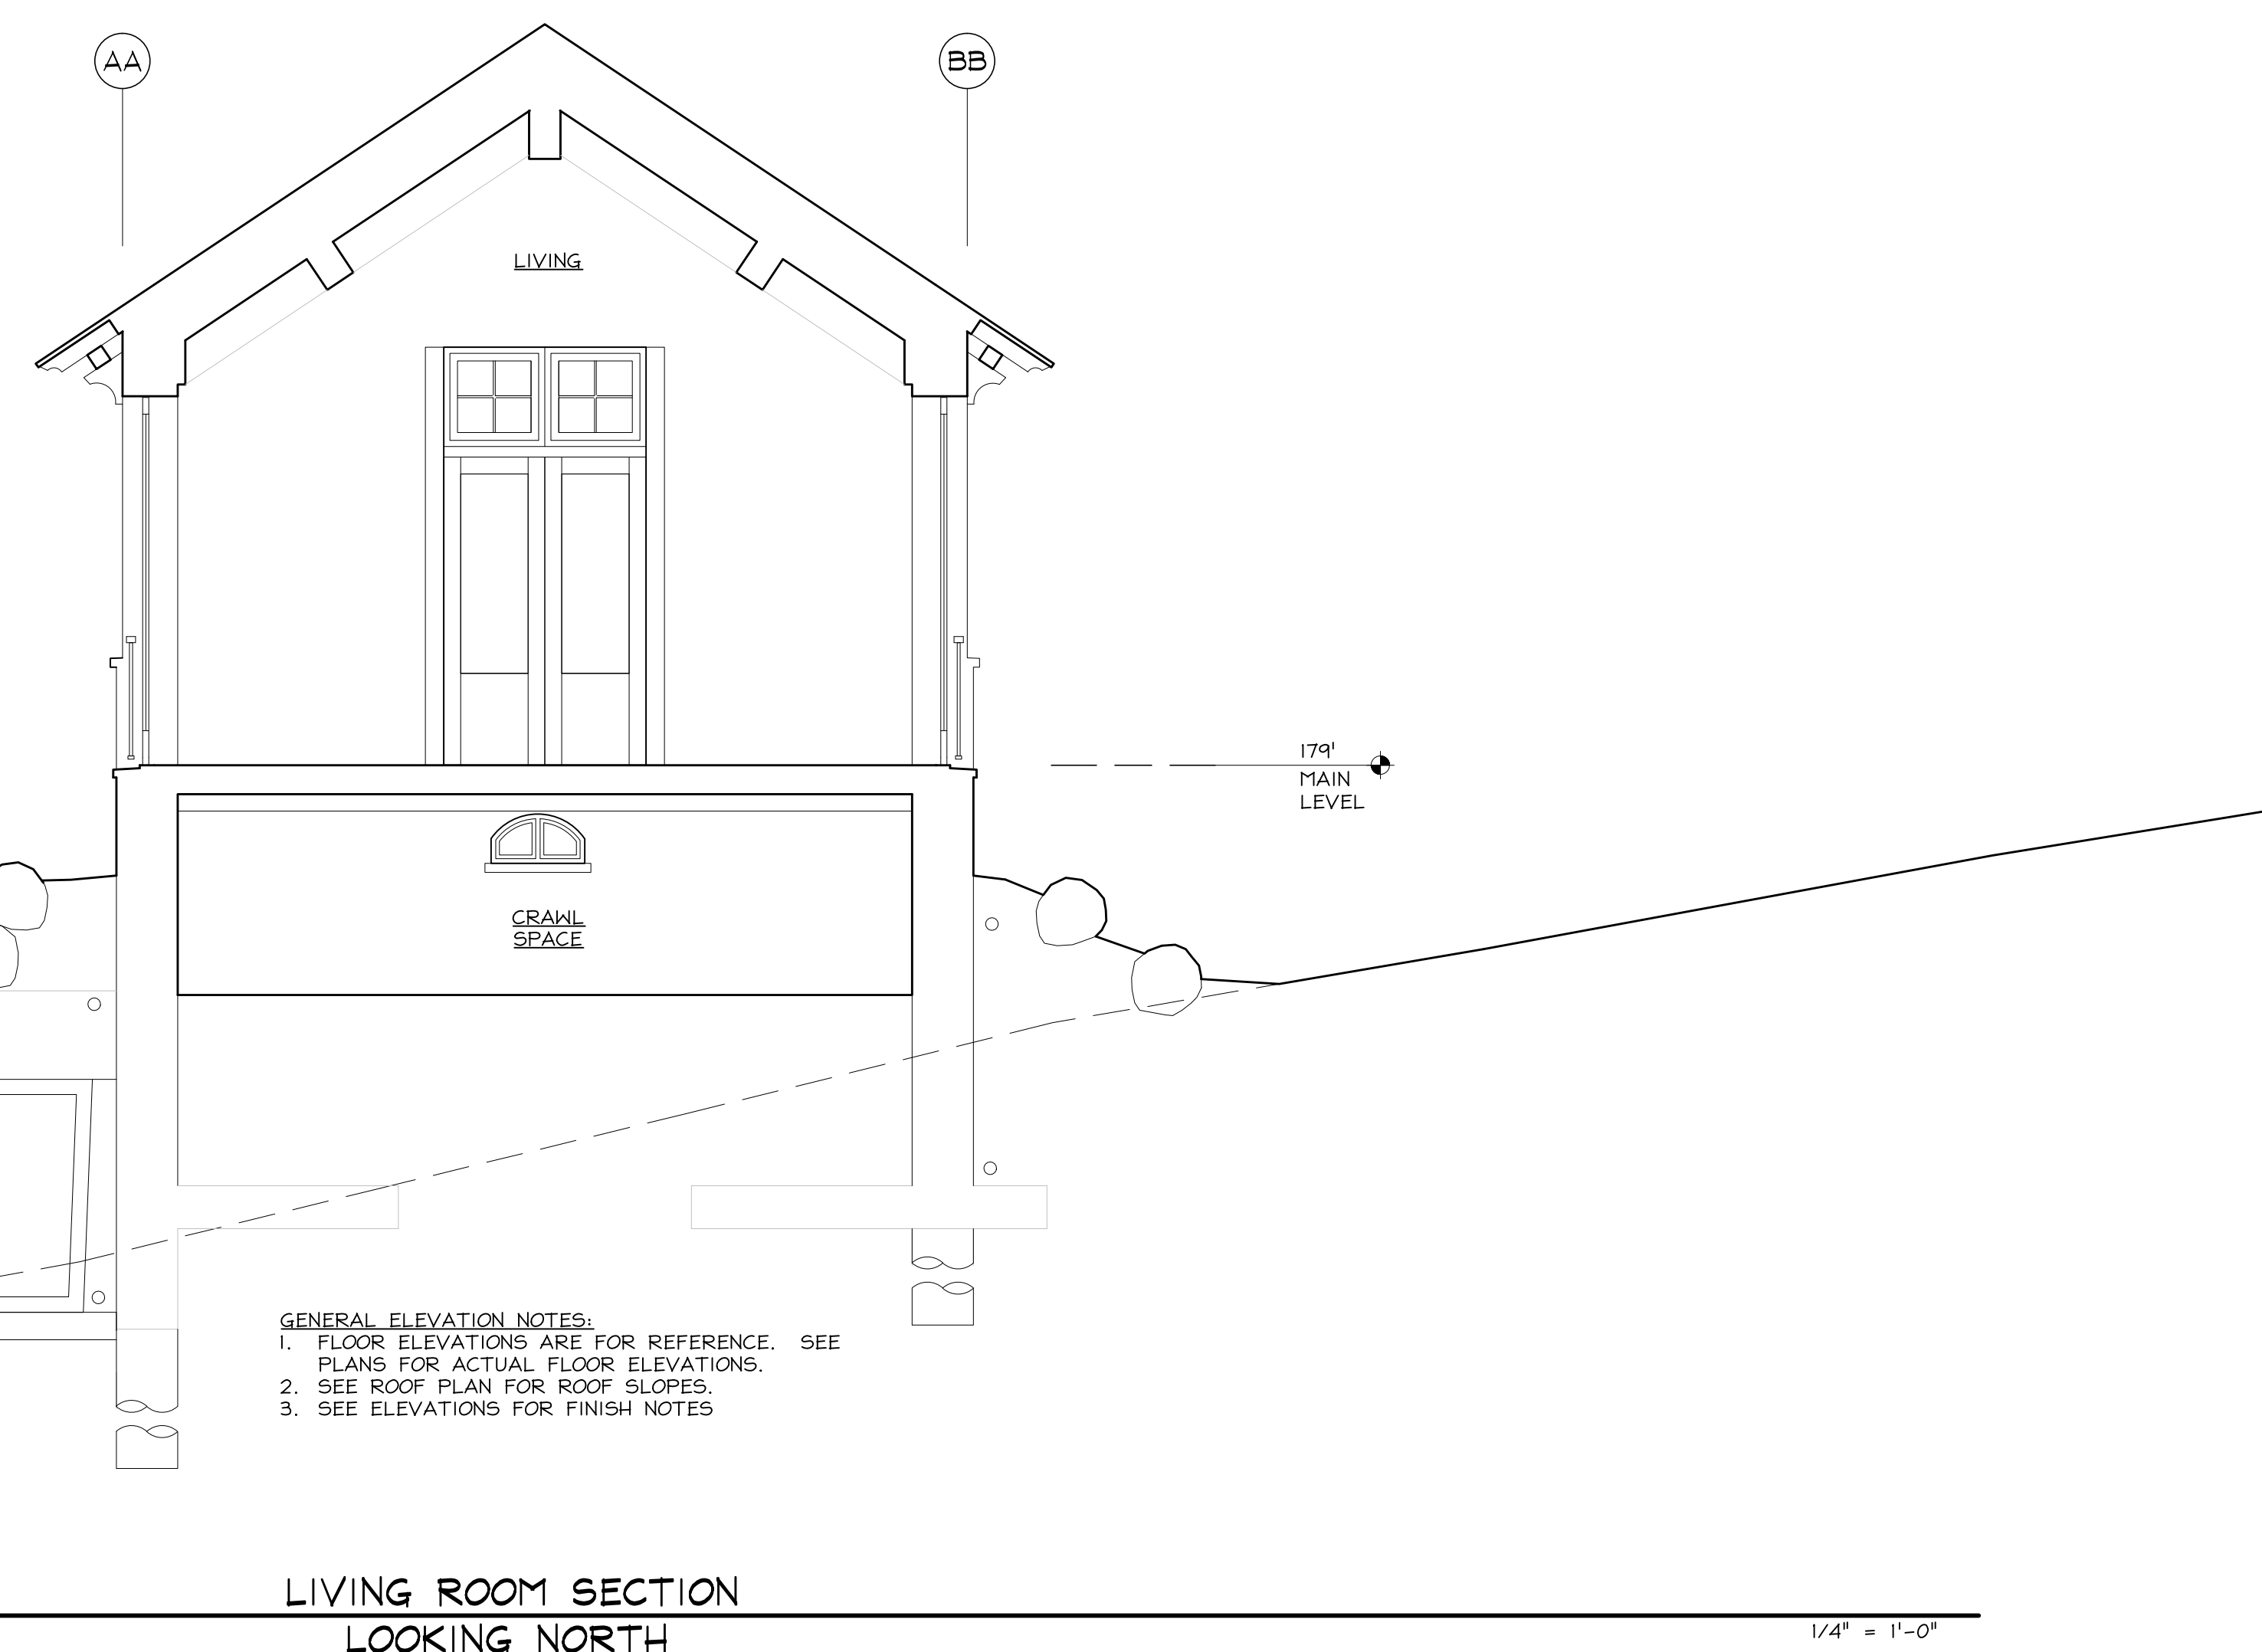 AA
BB
LIVING
179'
MAIN
LEVEL
CRAWL
SPACE
GENERAL ELEVATION NOTES:
1. FLOOR ELEVATIONS ARE FOR REFERENCE. SEE
PLANS FOR ACTUAL FLOOR ELEVATIONS.
2. SEE ROOF PLAN FOR ROOF SLOPES.
3. SEE ELEVATIONS FOR FINISH NOTES
LIVING ROOM SECTION
LOOKING NORTH
1/4" = 1'-0"